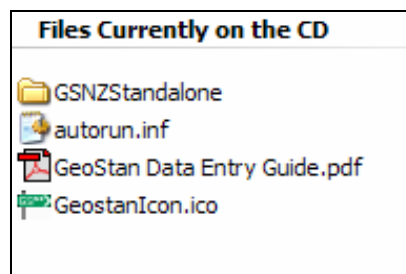 Files Currently on the CD
GSNZStandalone
autorun.inf
GeoStan Data Entry Guide.pdf
GeostanIcon.ico